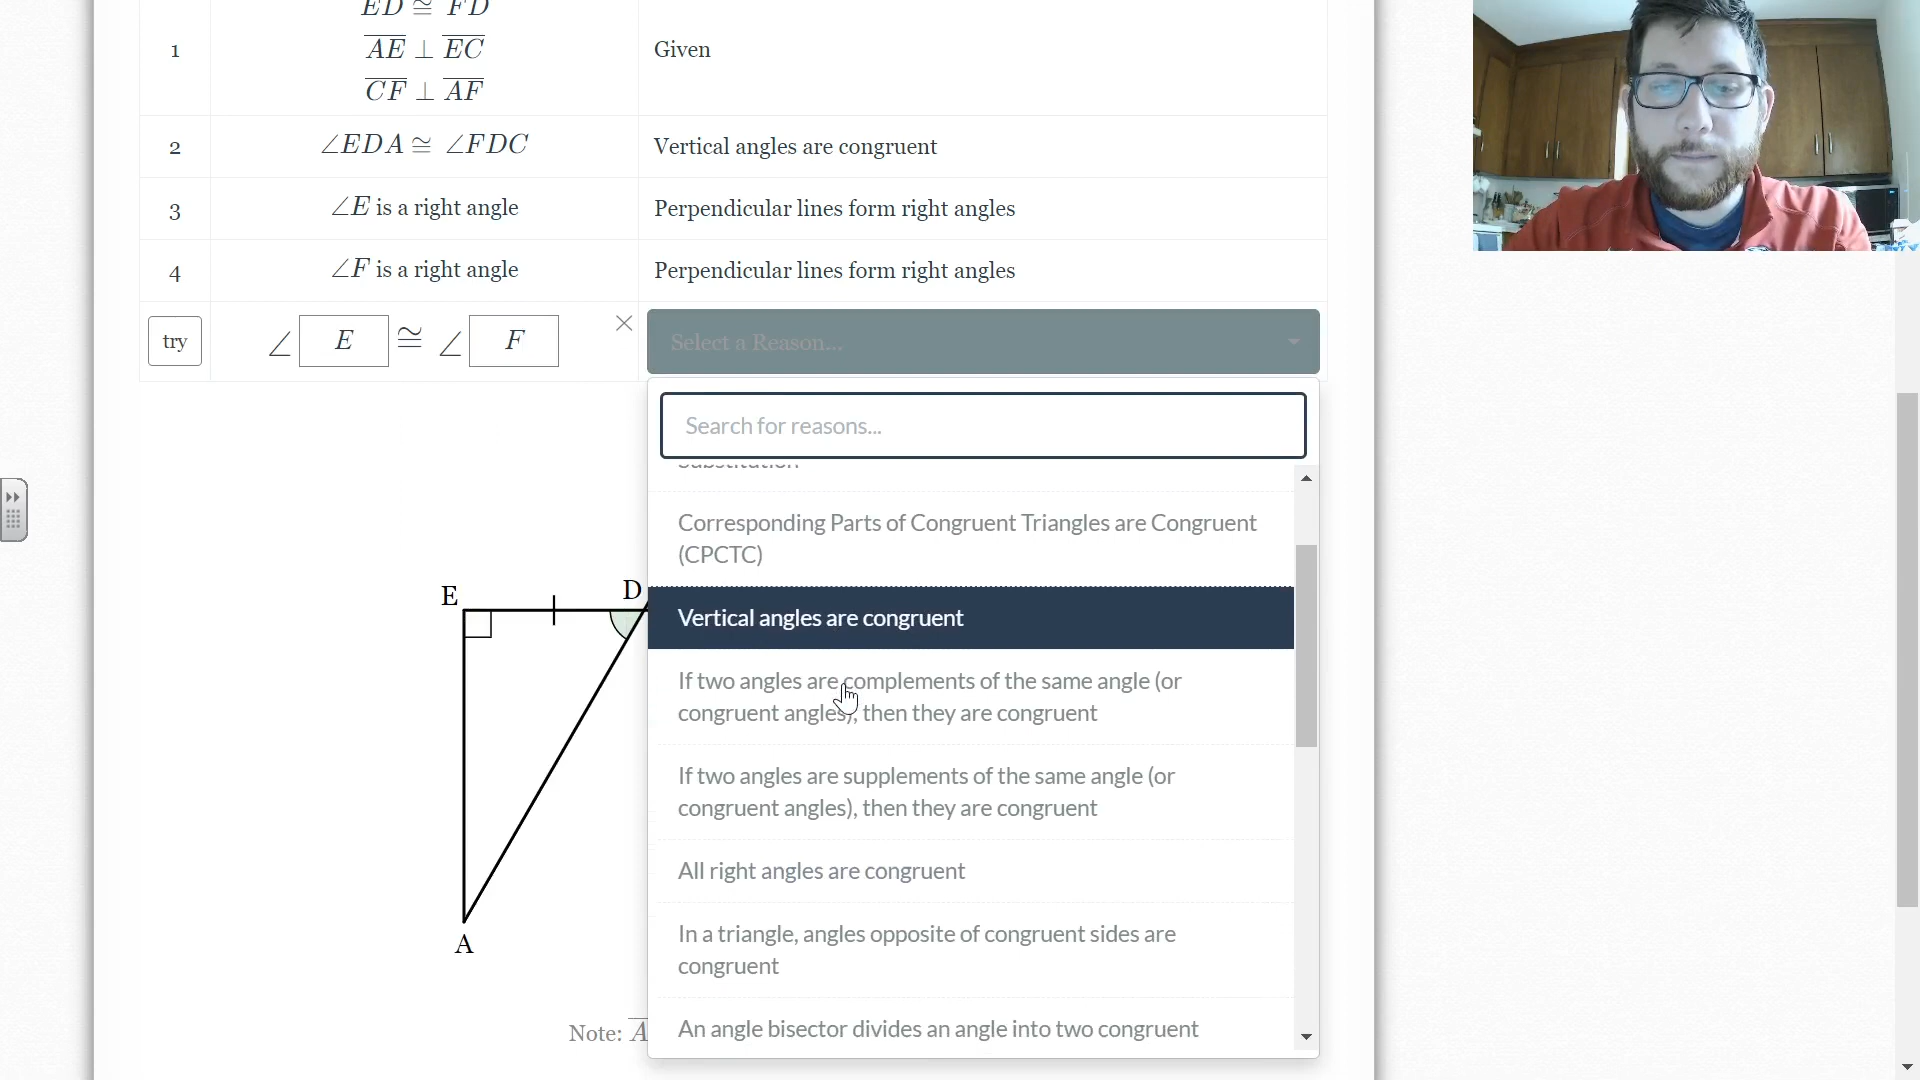 ED ≅ FD
1
AE ⊥ EC
Given
CF ⊥ AF
2
∠EDA ≅ ∠FDC
Vertical angles are congruent
3
∠E is a right angle
Perpendicular lines form right angles
4
∠F is a right angle
Perpendicular lines form right angles
try
∠ E ≅ ∠ F
Select a Reason...
Search for reasons...
Substitution
Corresponding Parts of Congruent Triangles are Congruent
(CPCTC)
Vertical angles are congruent
If two angles are complements of the same angle (or
congruent angles), then they are congruent
If two angles are supplements of the same angle (or
congruent angles), then they are congruent
All right angles are congruent
In a triangle, angles opposite of congruent sides are
congruent
An angle bisector divides an angle into two congruent
E
D
A
Note: A